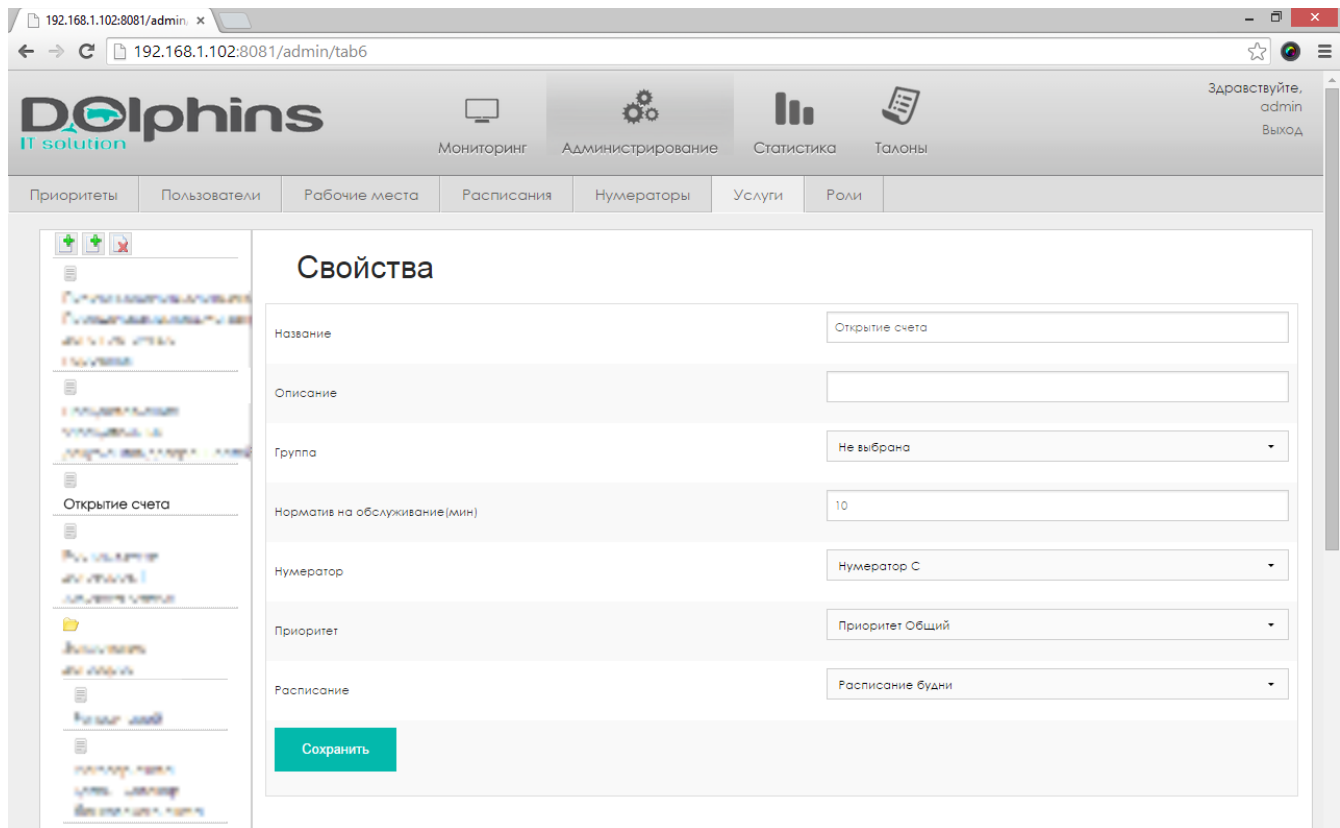 192.168.1.102:8081/admin
192.168.1.102:8081/admin/tab6
Dolphins
IT solution
Мониторинг
Администрирование
Статистика
Талоны
Здравствуйте,
admin
Выход
Приоритеты
Пользователи
Рабочие места
Расписания
Нумераторы
Услуги
Роли
Открытие счета
Свойства
Название
Открытие счета
Описание
Группа
Не выбрана
Норматив на обслуживание(мин)
10
Нумератор
Нумератор С
Приоритет
Приоритет Общий
Расписание
Расписание будни
Сохранить